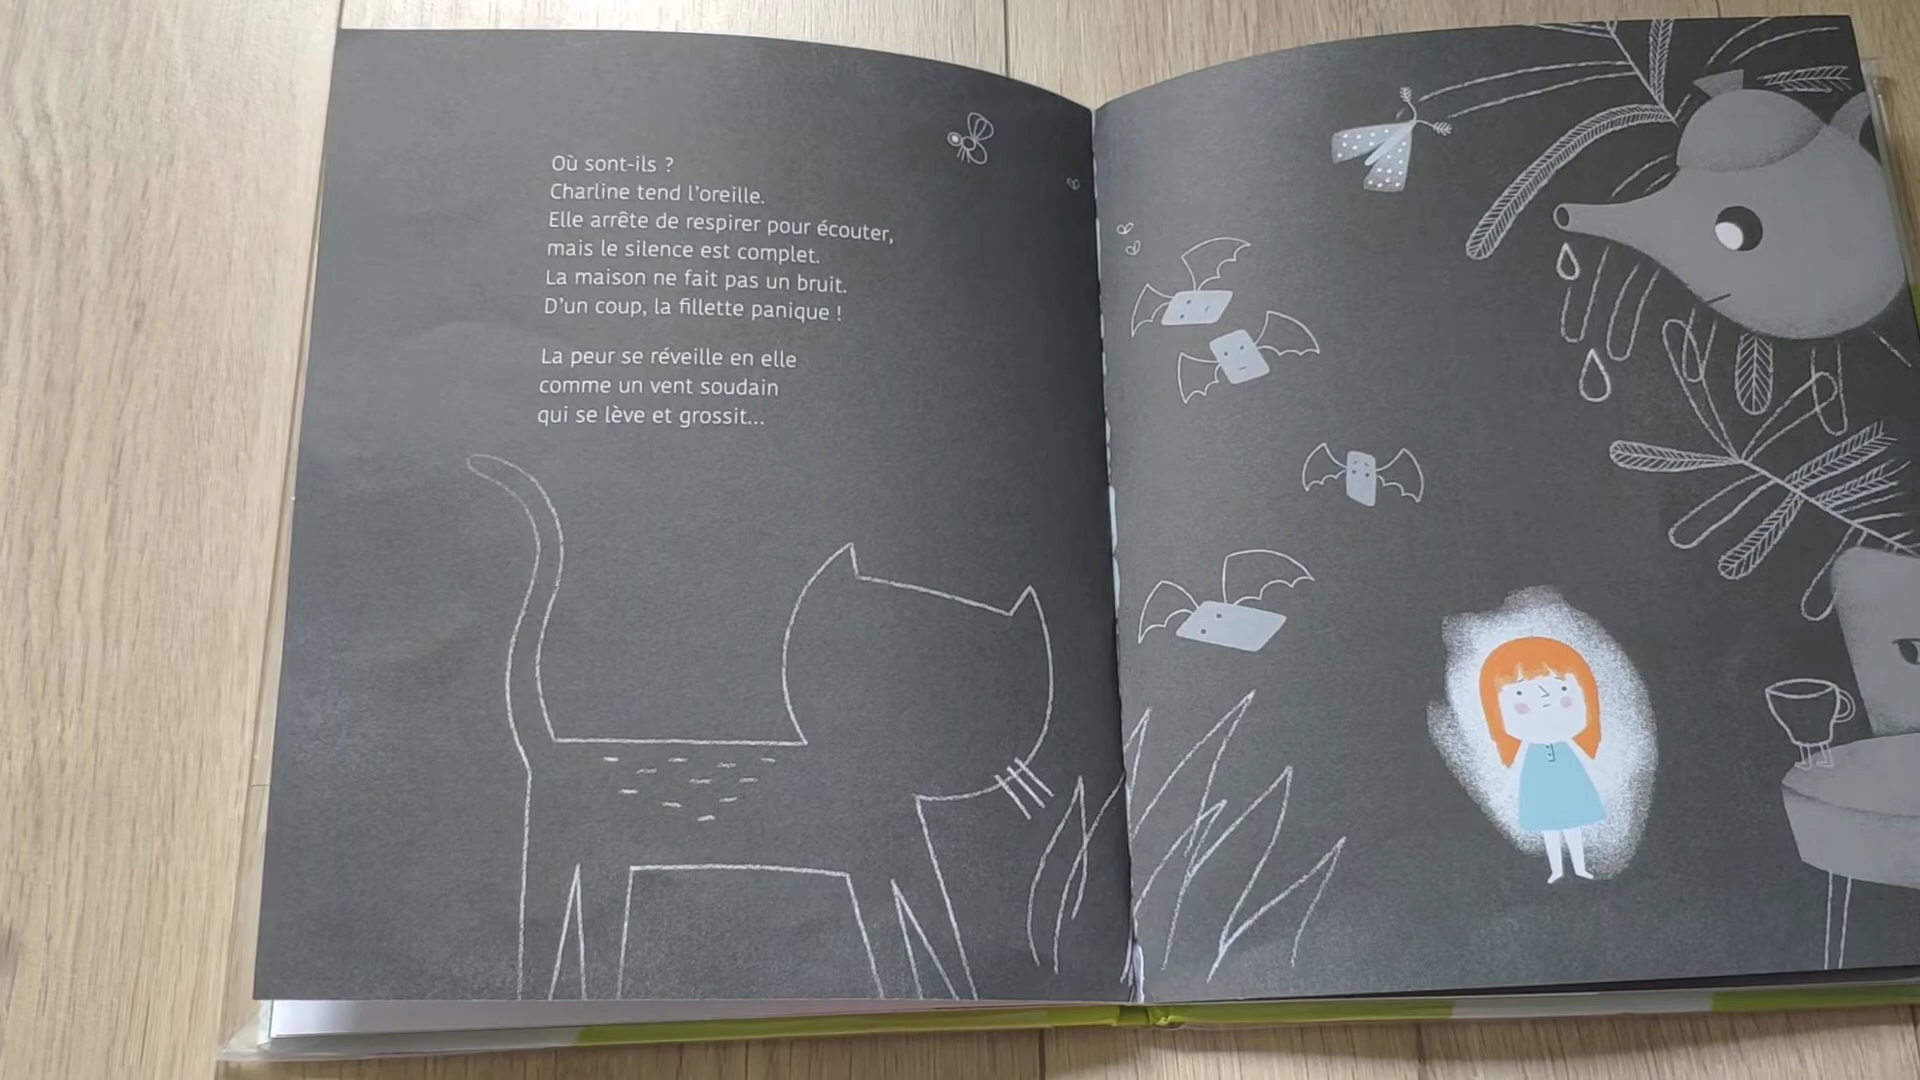 Où sont-ils ?
Charline tend l'oreille.
Elle arrête de respirer pour écouter,
mais le silence est complet.
La maison ne fait pas un bruit.
D'un coup, la fillette panique !
La peur se réveille en elle
comme un vent soudain
qui se lève et grossit...